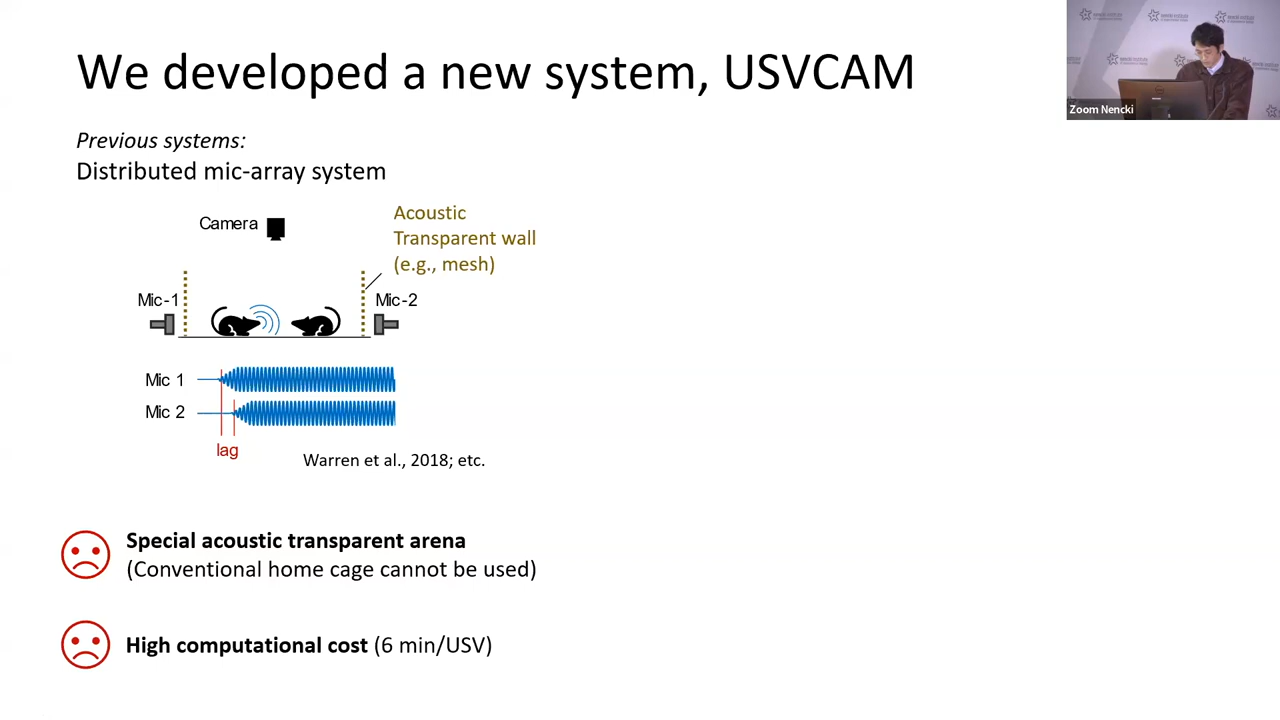 We developed a new system, USVCAM
Previous systems:
Distributed mic-array system
Camera
Acoustic
Transparent wall
(e.g., mesh)
Mic-1
Mic-2
Mic 1
Mic 2
lag
Warren et al., 2018; etc.
Special acoustic transparent arena
(Conventional home cage cannot be used)
High computational cost (6 min/USV)
Zoom Nencki